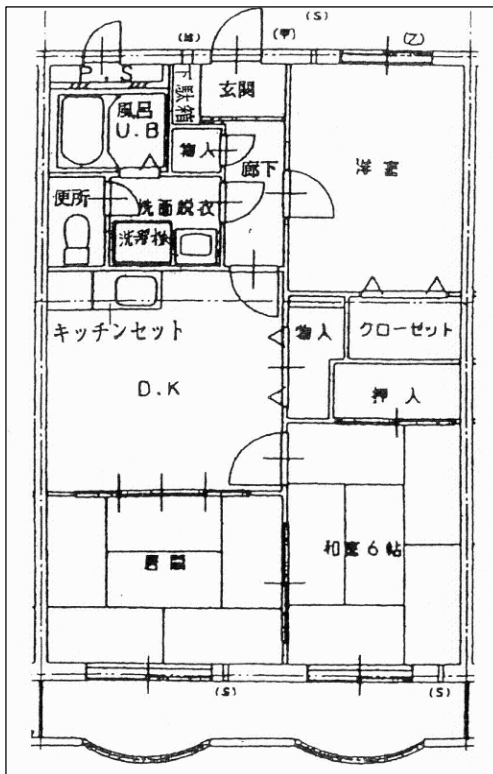 (S)
(甲)
(乙)
P.S
下駄箱
玄関
風呂
U.B
物入
廊下
洋室
便所
洗面脱衣
洗濯機
キッチンセット
物入
クローゼット
D.K
押入
居間
和室6帖
(S)
(S)